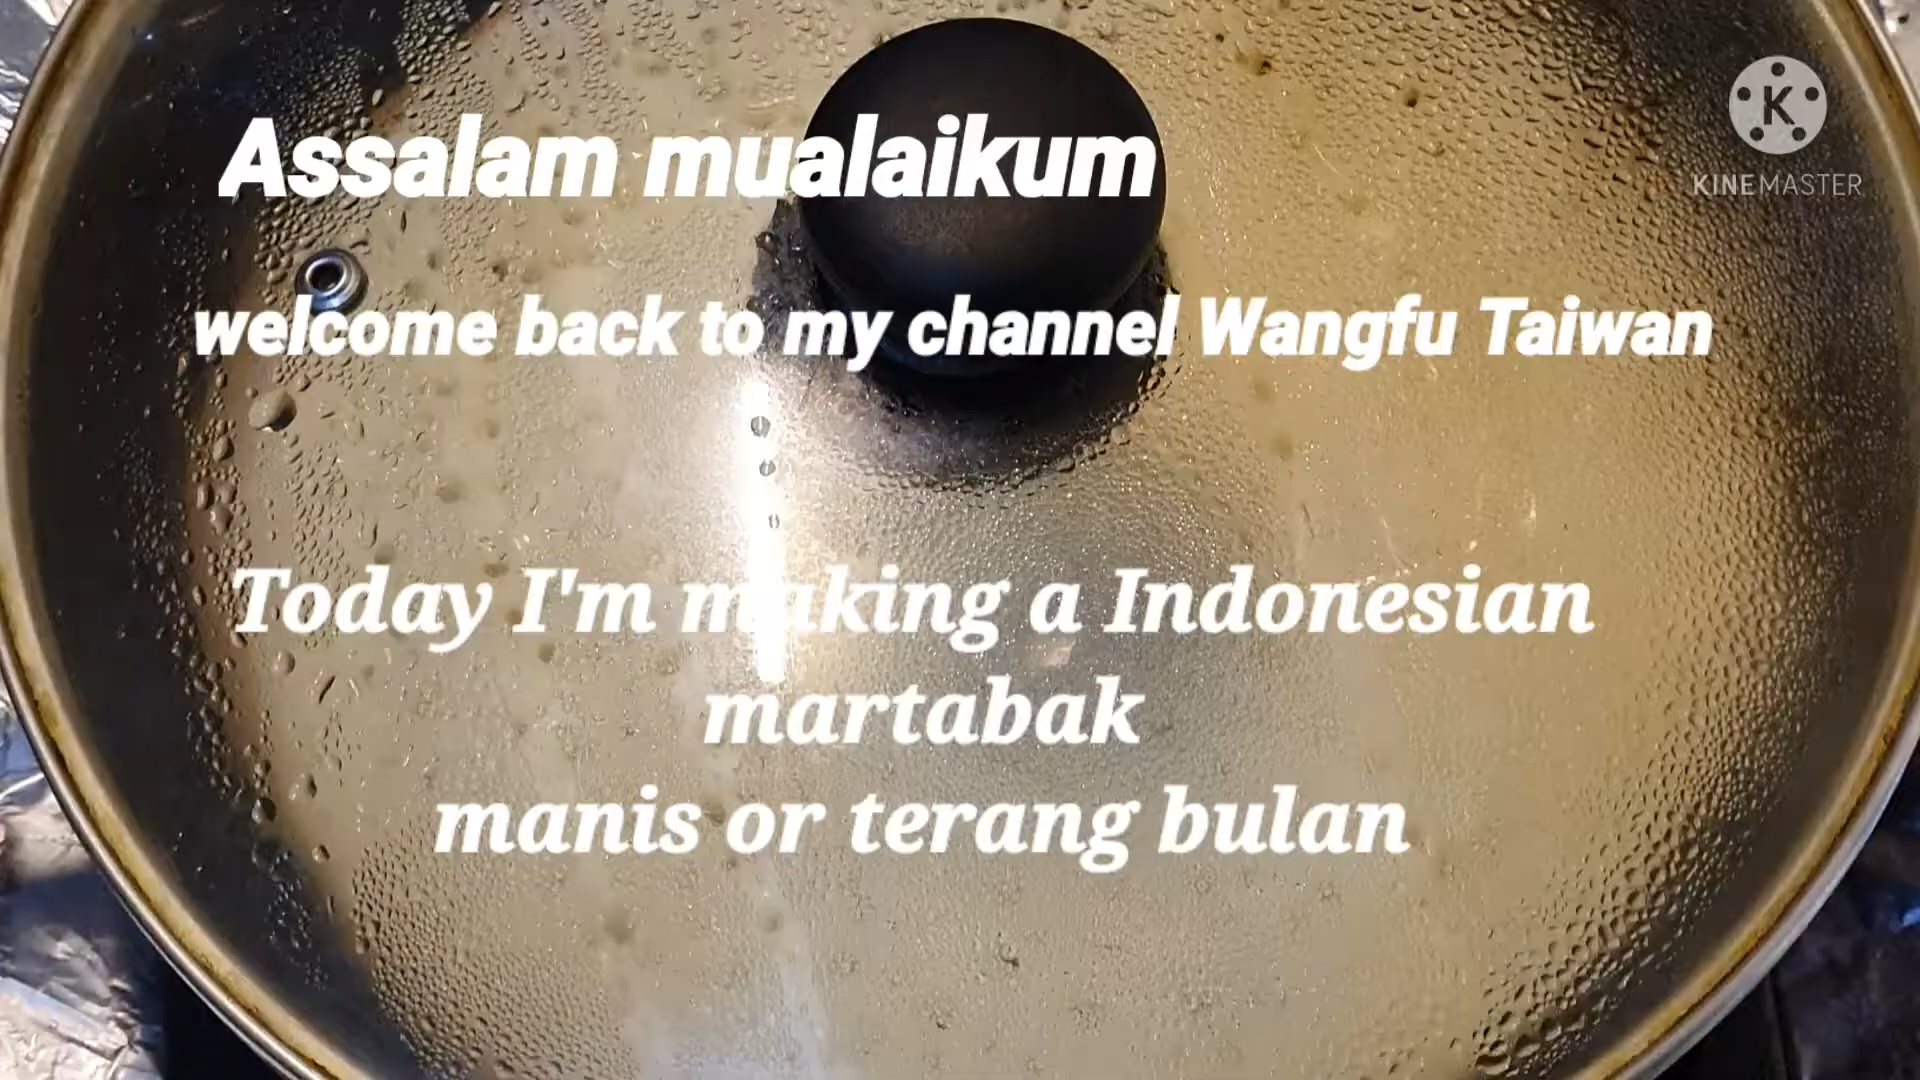 Assalam mualaikum
K
KINEMASTER
welcome back to my channel Wangfu Taiwan
Today I'm making a Indonesian
martabak
manis or terang bulan